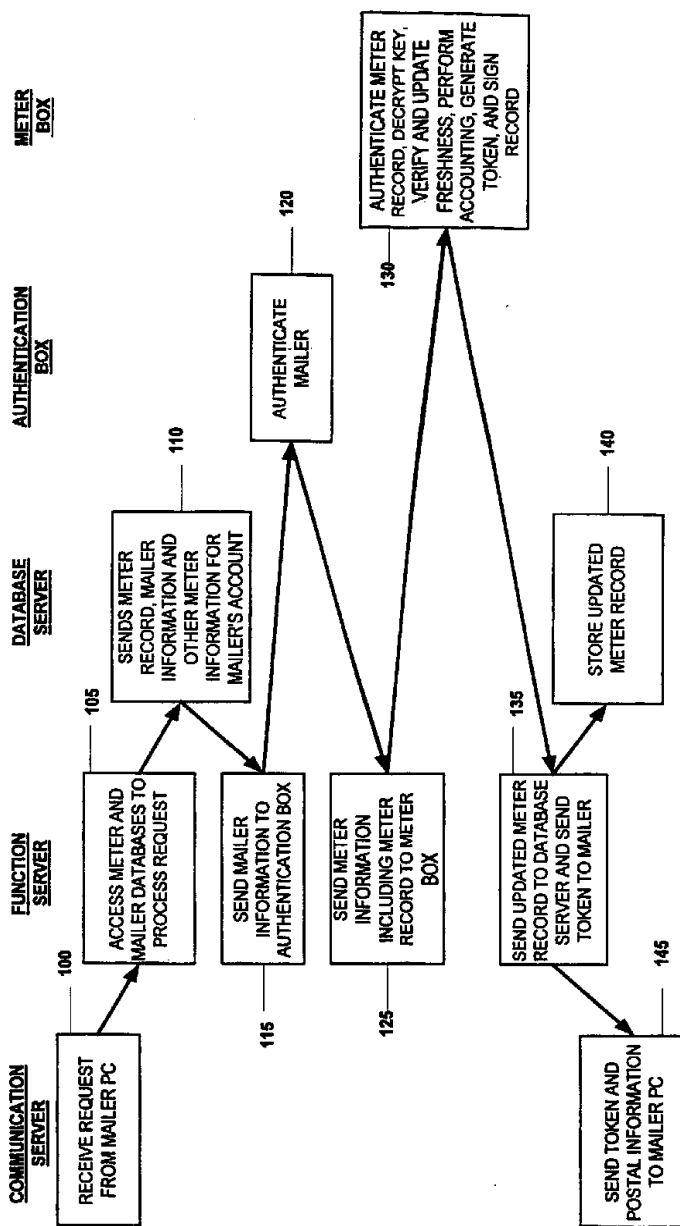 COMMUNICATION
SERVER
FUNCTION
SERVER
DATABASE
SERVER
AUTHENTICATION
BOX
METER
BOX
100
RECEIVE REQUEST
FROM MAILER PC
105
ACCESS METER AND
MAILER DATABASES TO
PROCESS REQUEST
110
SENDS METER
RECORD, MAILER
INFORMATION AND
OTHER METER
INFORMATION FOR
MAILER'S ACCOUNT
115
SEND MAILER
INFORMATION TO
AUTHENTICATION BOX
120
AUTHENTICATE
MAILER
125
SEND METER
INFORMATION
INCLUDING METER
RECORD TO METER
BOX
130
AUTHENTICATE METER
RECORD, DECRYPT KEY,
VERIFY AND UPDATE
FRESHNESS, PERFORM
ACCOUNTING, GENERATE
TOKEN, AND SIGN
RECORD
135
SEND UPDATED METER
RECORD TO DATABASE
SERVER AND SEND
TOKEN TO MAILER
140
STORE UPDATED
METER RECORD
145
SEND TOKEN AND
POSTAL INFORMATION
TO MAILER PC